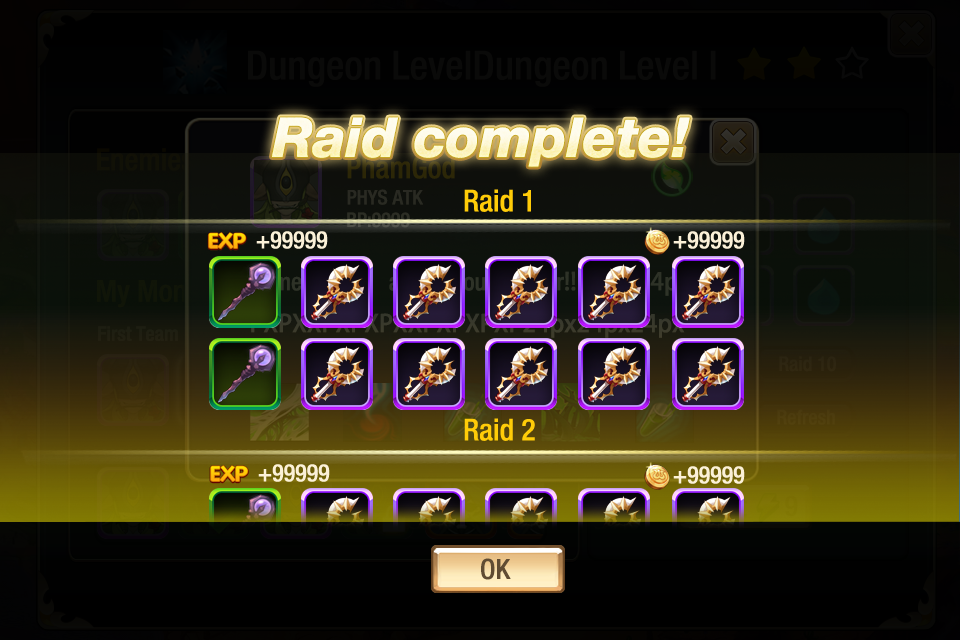 Dungeon LevelDungeon Level I
Raid complete!
Enemie
PhamGod
PHYS ATK
BP:9999
Raid 1
EXP +99999
+99999
My Mon
First Team
Raid 10
Refresh
Raid 2
EXP +99999
+99999
OK